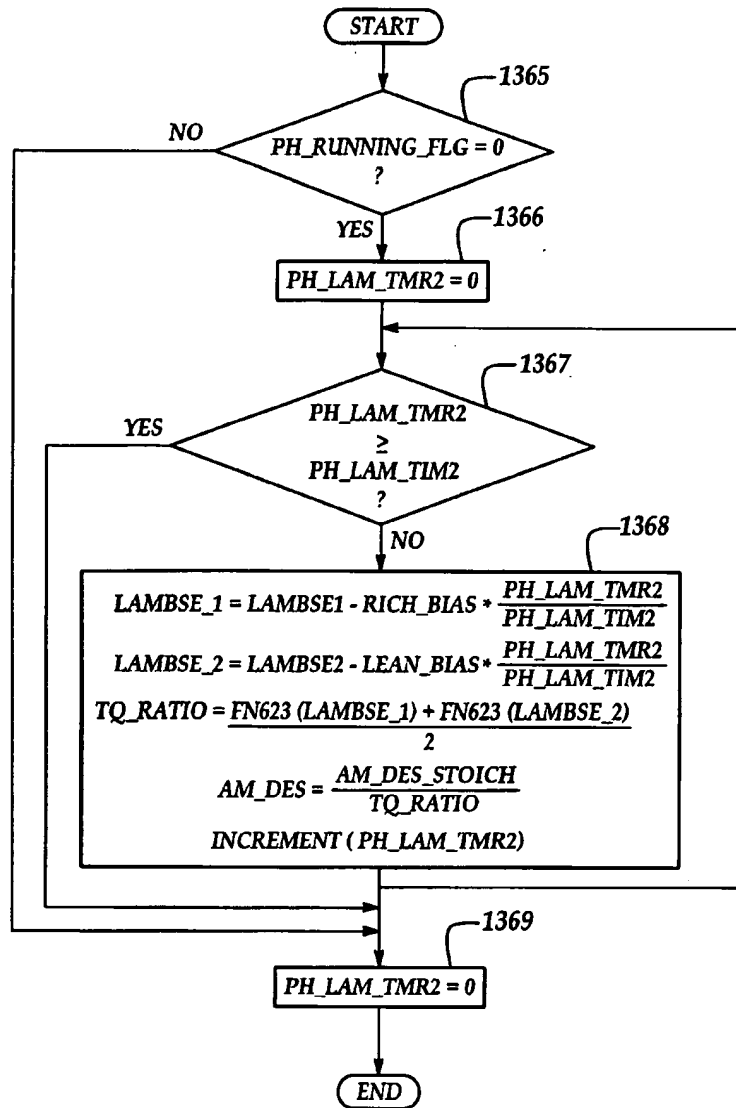 START
1365
NO
PH_RUNNING_FLG = 0
?
YES
1366
PH_LAM_TMR2 = 0
1367
YES
PH_LAM_TMR2
≥
PH_LAM_TIM2
?
NO
1368
LAMBSE_1 = LAMBSE1 - RICH_BIAS * PH_LAM_TMR2
PH_LAM_TIM2
LAMBSE_2 = LAMBSE2 - LEAN_BIAS * PH_LAM_TMR2
PH_LAM_TIM2
TQ_RATIO = FN623 (LAMBSE_1) + FN623 (LAMBSE_2)
2
AM_DES = AM_DES_STOICH
TQ_RATIO
INCREMENT ( PH_LAM_TMR2)
1369
PH_LAM_TMR2 = 0
END